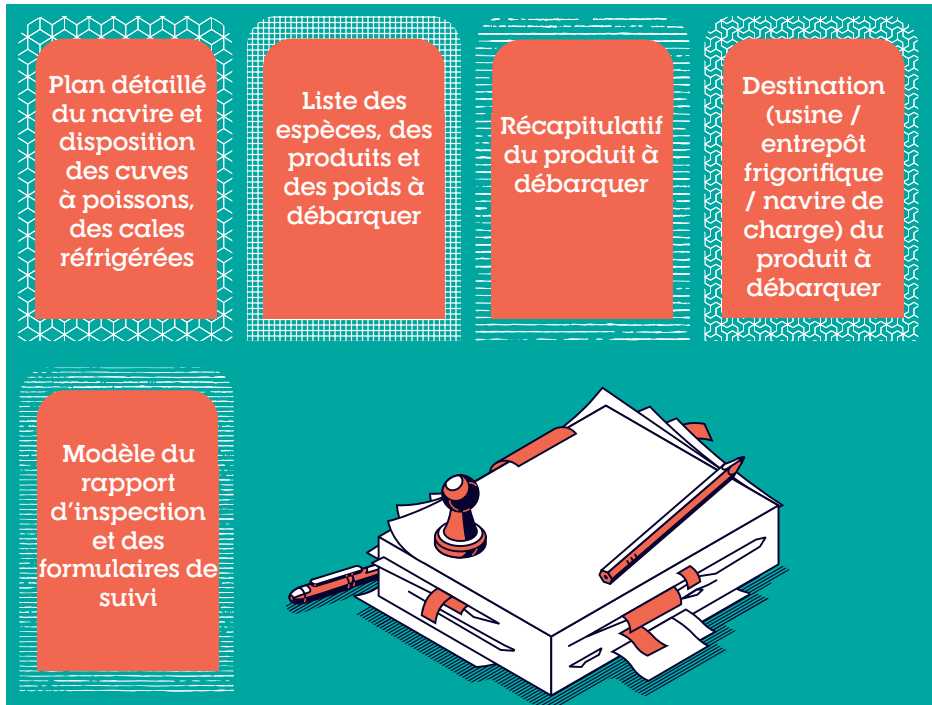 Plan détaillé
du navire et
disposition
des cuves
à poissons,
des cales
réfrigérées
Liste des
espèces, des
produits et
des poids à
débarquer
Récapitulatif
du produit à
débarquer
Destination
(usine /
entrepôt
frigorifique
/ navire de
charge) du
produit à
débarquer
Modèle du
rapport
d'inspection
et des
formulaires de
suivi